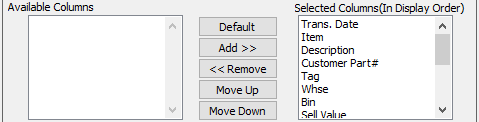 Available Columns
Default
Add >>
<< Remove
Move Up
Move Down
Selected Columns(In Display Order)
Trans. Date
Item
Description
Customer Part#
Tag
Whse
Bin
Sell Value